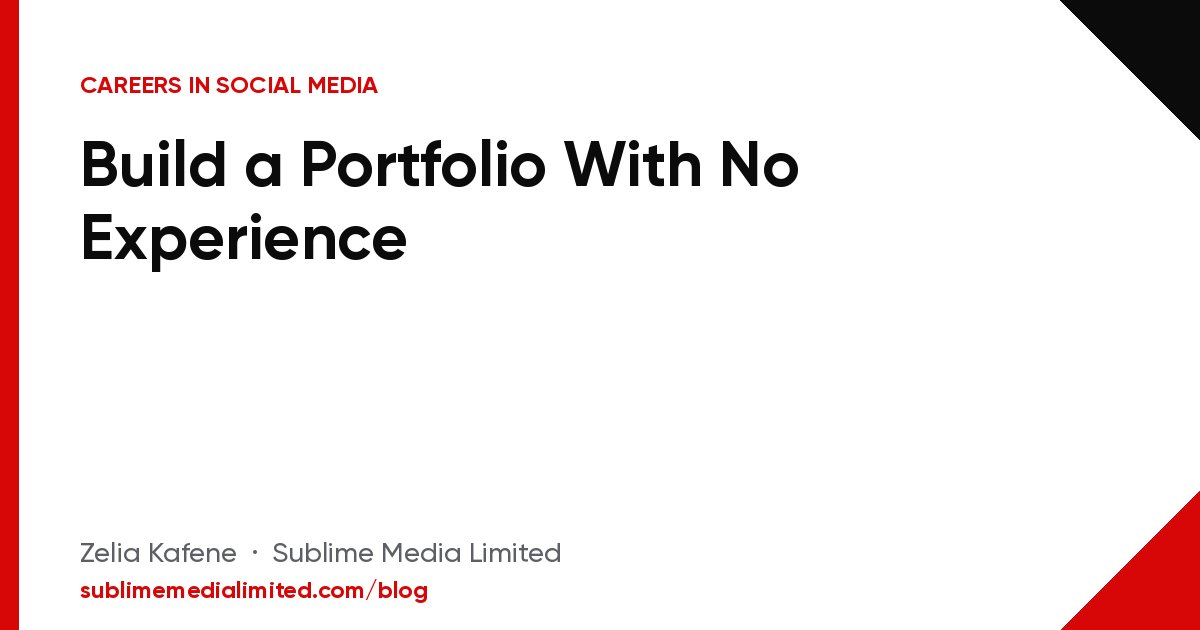 CAREERS IN SOCIAL MEDIA
Build a Portfolio With No
Experience
Zelia Kafene · Sublime Media Limited
sublimemedialimited.com/blog